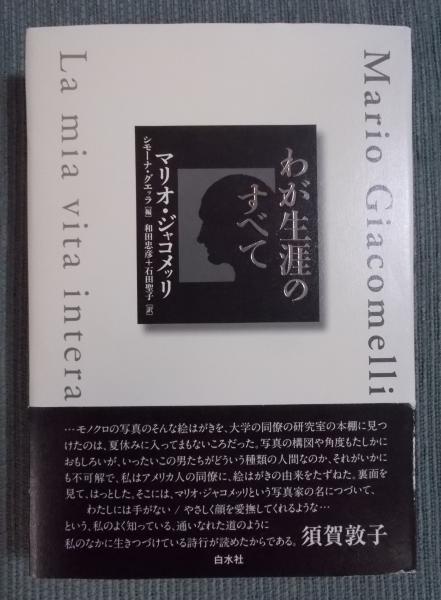 Mario Giacomelli
La mia vita intera
わが生涯の
すべて
マリオ・ジャコメッリ
シモーナ・グエッラ[編] 和田忠彦+石田聖子[訳]
…モノクロの写真のそんな絵はがきを、大学の同僚の研究室の本棚に見つ
けたのは、夏休みに入ってまもないころだった。写真の構図や角度もたしかに
おもしろいが、いったいこの男たちがどういう種類の人間なのか、それがいかに
も不可解で、私はアメリカ人の同僚に、絵はがきの由来をたずねた。裏面を
見て、はっとした。そこには、マリオ・ジャコメッリという写真家の名につづいて、
わたしには手がない / やさしく顔を愛撫してくれるような…
という、私のよく知っている、通いなれた道のように
私のなかに生きつづけている詩行が読めたからである。
須賀敦子
白水社